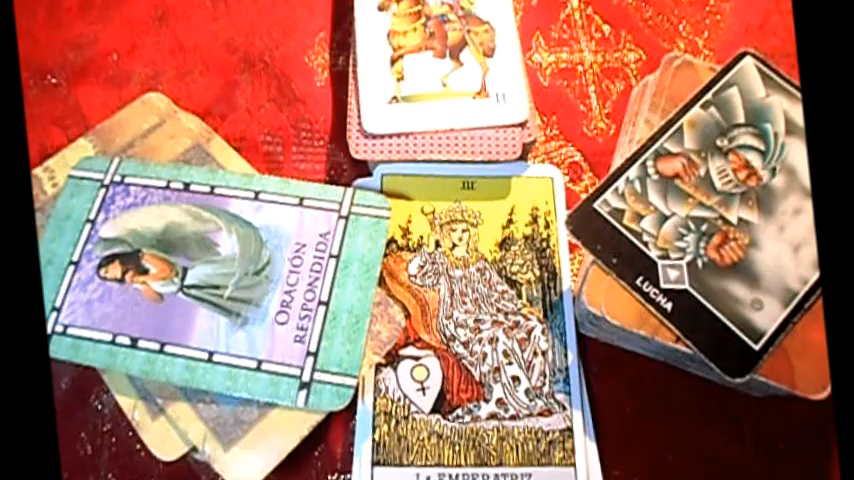 11
III
ORACIÓN
RESPONDIDA
LUCHA
LA EMPERATRIZ